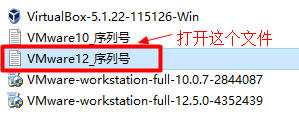 VirtualBox-5.1.22-115126-Win
VMware10_序列号 打开这个文件
VMware12_序列号
VMware-workstation-full-10.0.7-2844087
VMware-workstation-full-12.5.0-4352439